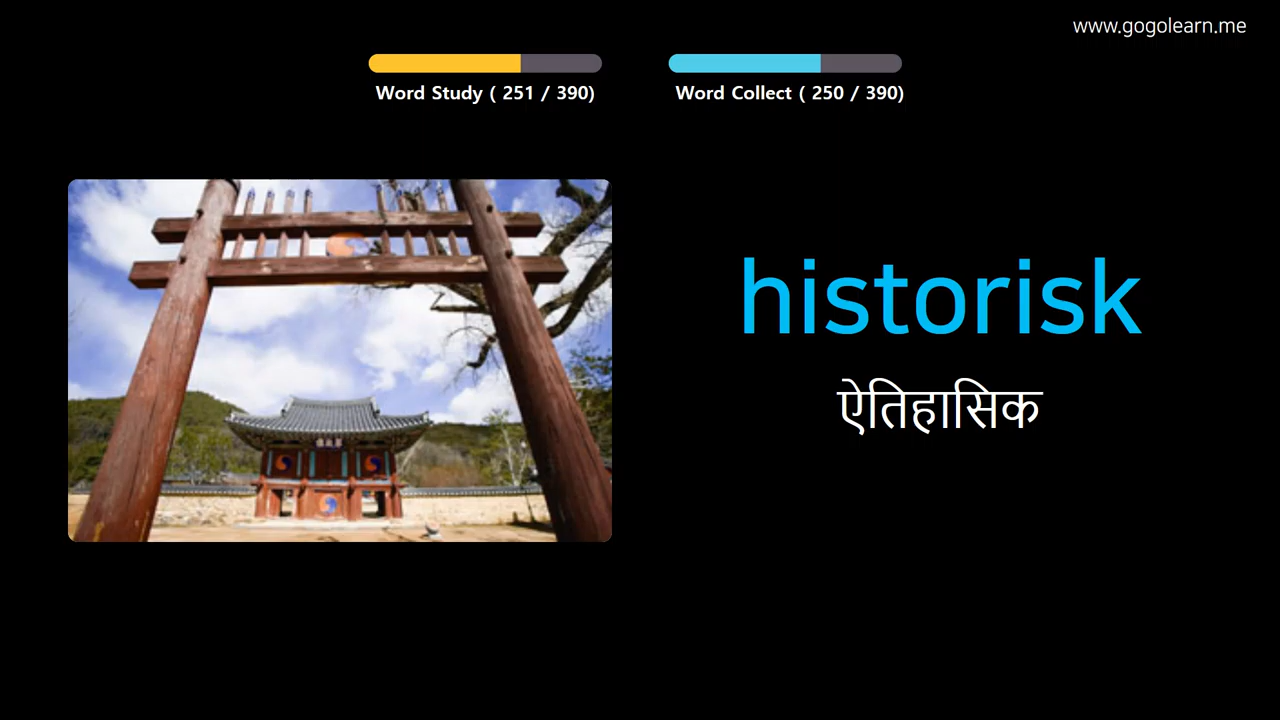 www.gogolearn.me
Word Study ( 251 / 390)
Word Collect ( 250 / 390)
historisk
ऐतिहासिक